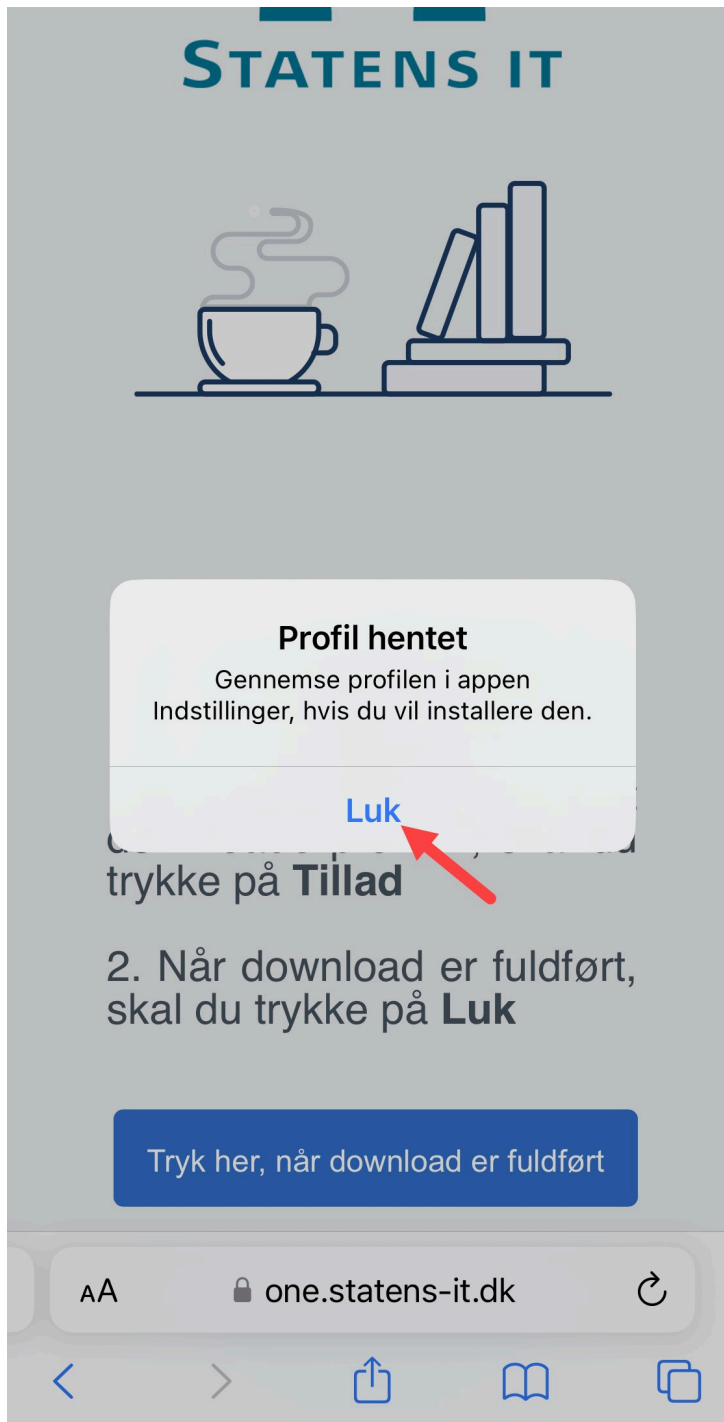 STATENS IT
Profil hentet
Gennemse profilen i appen
Indstillinger, hvis du vil installere den.
Luk
trykke på Tillad
2. Når download er fuldført,
skal du trykke på Luk
Tryk her, når download er fuldført
AA one.statens-it.dk